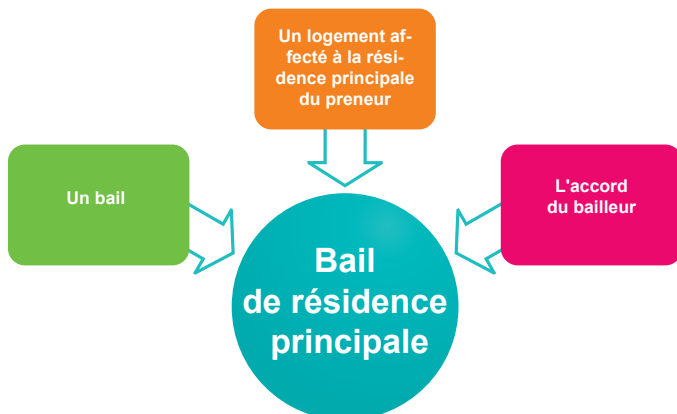 Un logement af-
fecté à la rési-
dence principale
du preneur
Un bail
L'accord
du bailleur
Bail
de résidence
principale